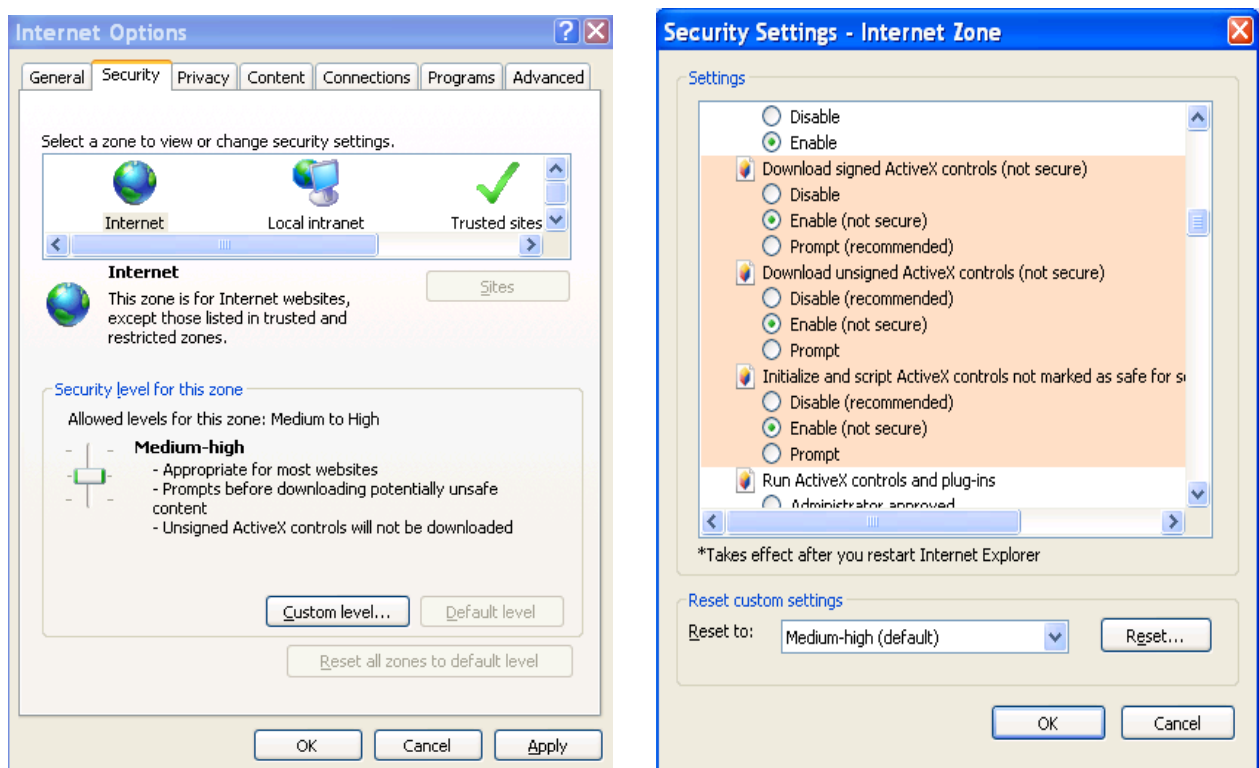 Internet Options
General Security Privacy Content Connections Programs Advanced
Select a zone to view or change security settings.
Internet Local intranet Trusted sites
Internet
Sites
This zone is for Internet websites,
except those listed in trusted and
restricted zones.
Security level for this zone
Allowed levels for this zone: Medium to High
Medium-high
- Appropriate for most websites
- Prompts before downloading potentially unsafe
content
- Unsigned ActiveX controls will not be downloaded
Custom level... Default level
Reset all zones to default level
OK Cancel Apply
Security Settings - Internet Zone
Settings
Disable
Enable
Download signed ActiveX controls (not secure)
Disable
Enable (not secure)
Prompt (recommended)
Download unsigned ActiveX controls (not secure)
Disable (recommended)
Enable (not secure)
Prompt
Initialize and script ActiveX controls not marked as safe for
Disable (recommended)
Enable (not secure)
Prompt
Run ActiveX controls and plug-ins
Administrator approved
*Takes effect after you restart Internet Explorer
Reset custom settings
Reset to: Medium-high (default) Reset...
OK Cancel